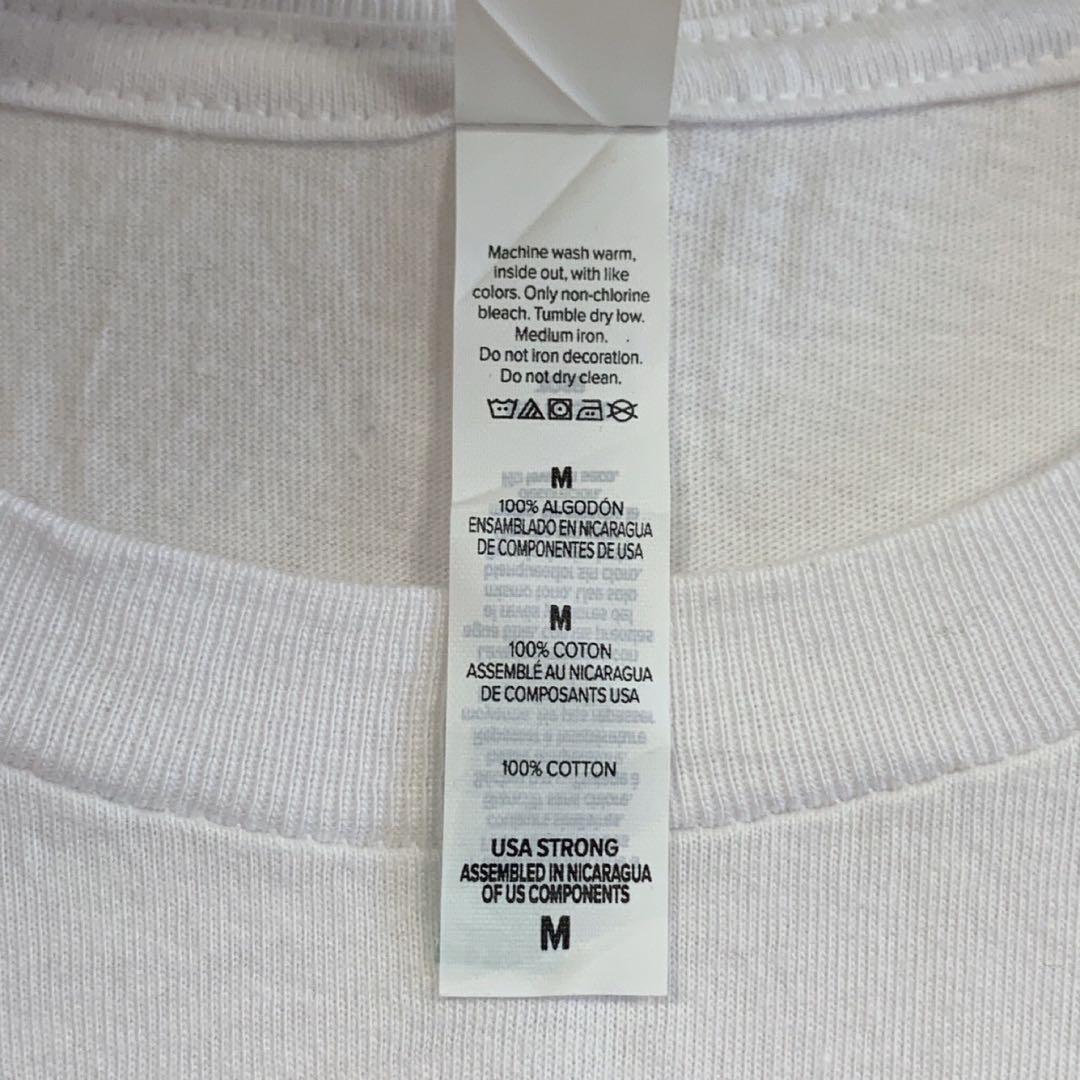 Machine wash warm,
inside out, with like
colors. Only non-chlorine
bleach. Tumble dry low.
Medium iron.
Do not iron decoration.
Do not dry clean.
M
100% ALGODÓN
ENSAMBLADO EN NICARAGUA
DE COMPONENTES DE USA
M
100% COTON
ASSEMBLÉ AU NICARAGUA
DE COMPOSANTS USA
100% COTTON
USA STRONG
ASSEMBLED IN NICARAGUA
OF US COMPONENTS
M